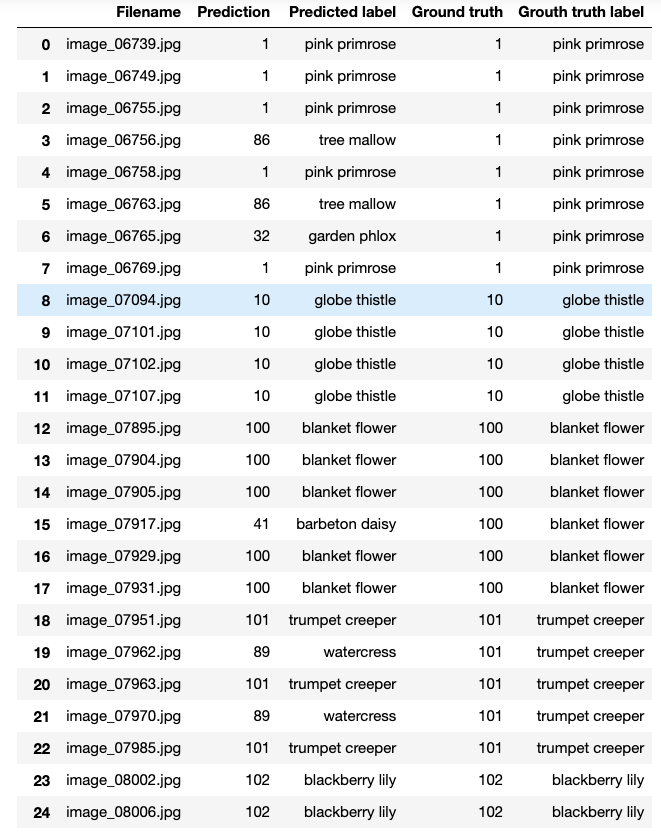 Filename Prediction Predicted label Ground truth Grouth truth label
0 image_06739.jpg 1 pink primrose 1 pink primrose
1 image_06749.jpg 1 pink primrose 1 pink primrose
2 image_06755.jpg 1 pink primrose 1 pink primrose
3 image_06756.jpg 86 tree mallow 1 pink primrose
4 image_06758.jpg 1 pink primrose 1 pink primrose
5 image_06763.jpg 86 tree mallow 1 pink primrose
6 image_06765.jpg 32 garden phlox 1 pink primrose
7 image_06769.jpg 1 pink primrose 1 pink primrose
8 image_07094.jpg 10 globe thistle 10 globe thistle
9 image_07101.jpg 10 globe thistle 10 globe thistle
10 image_07102.jpg 10 globe thistle 10 globe thistle
11 image_07107.jpg 10 globe thistle 10 globe thistle
12 image_07895.jpg 100 blanket flower 100 blanket flower
13 image_07904.jpg 100 blanket flower 100 blanket flower
14 image_07905.jpg 100 blanket flower 100 blanket flower
15 image_07917.jpg 41 barbeton daisy 100 blanket flower
16 image_07929.jpg 100 blanket flower 100 blanket flower
17 image_07931.jpg 100 blanket flower 100 blanket flower
18 image_07951.jpg 101 trumpet creeper 101 trumpet creeper
19 image_07962.jpg 89 watercress 101 trumpet creeper
20 image_07963.jpg 101 trumpet creeper 101 trumpet creeper
21 image_07970.jpg 89 watercress 101 trumpet creeper
22 image_07985.jpg 101 trumpet creeper 101 trumpet creeper
23 image_08002.jpg 102 blackberry lily 102 blackberry lily
24 image_08006.jpg 102 blackberry lily 102 blackberry lily